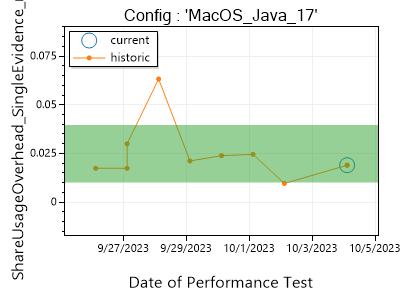 Config : 'MacOS_Java_17'
current
historic
0.075
0.05
0.025
0
ShareUsageOverhead_SingleEvidence_
9/27/2023
9/29/2023
10/1/2023
10/3/2023
10/5/2023
Date of Performance Test